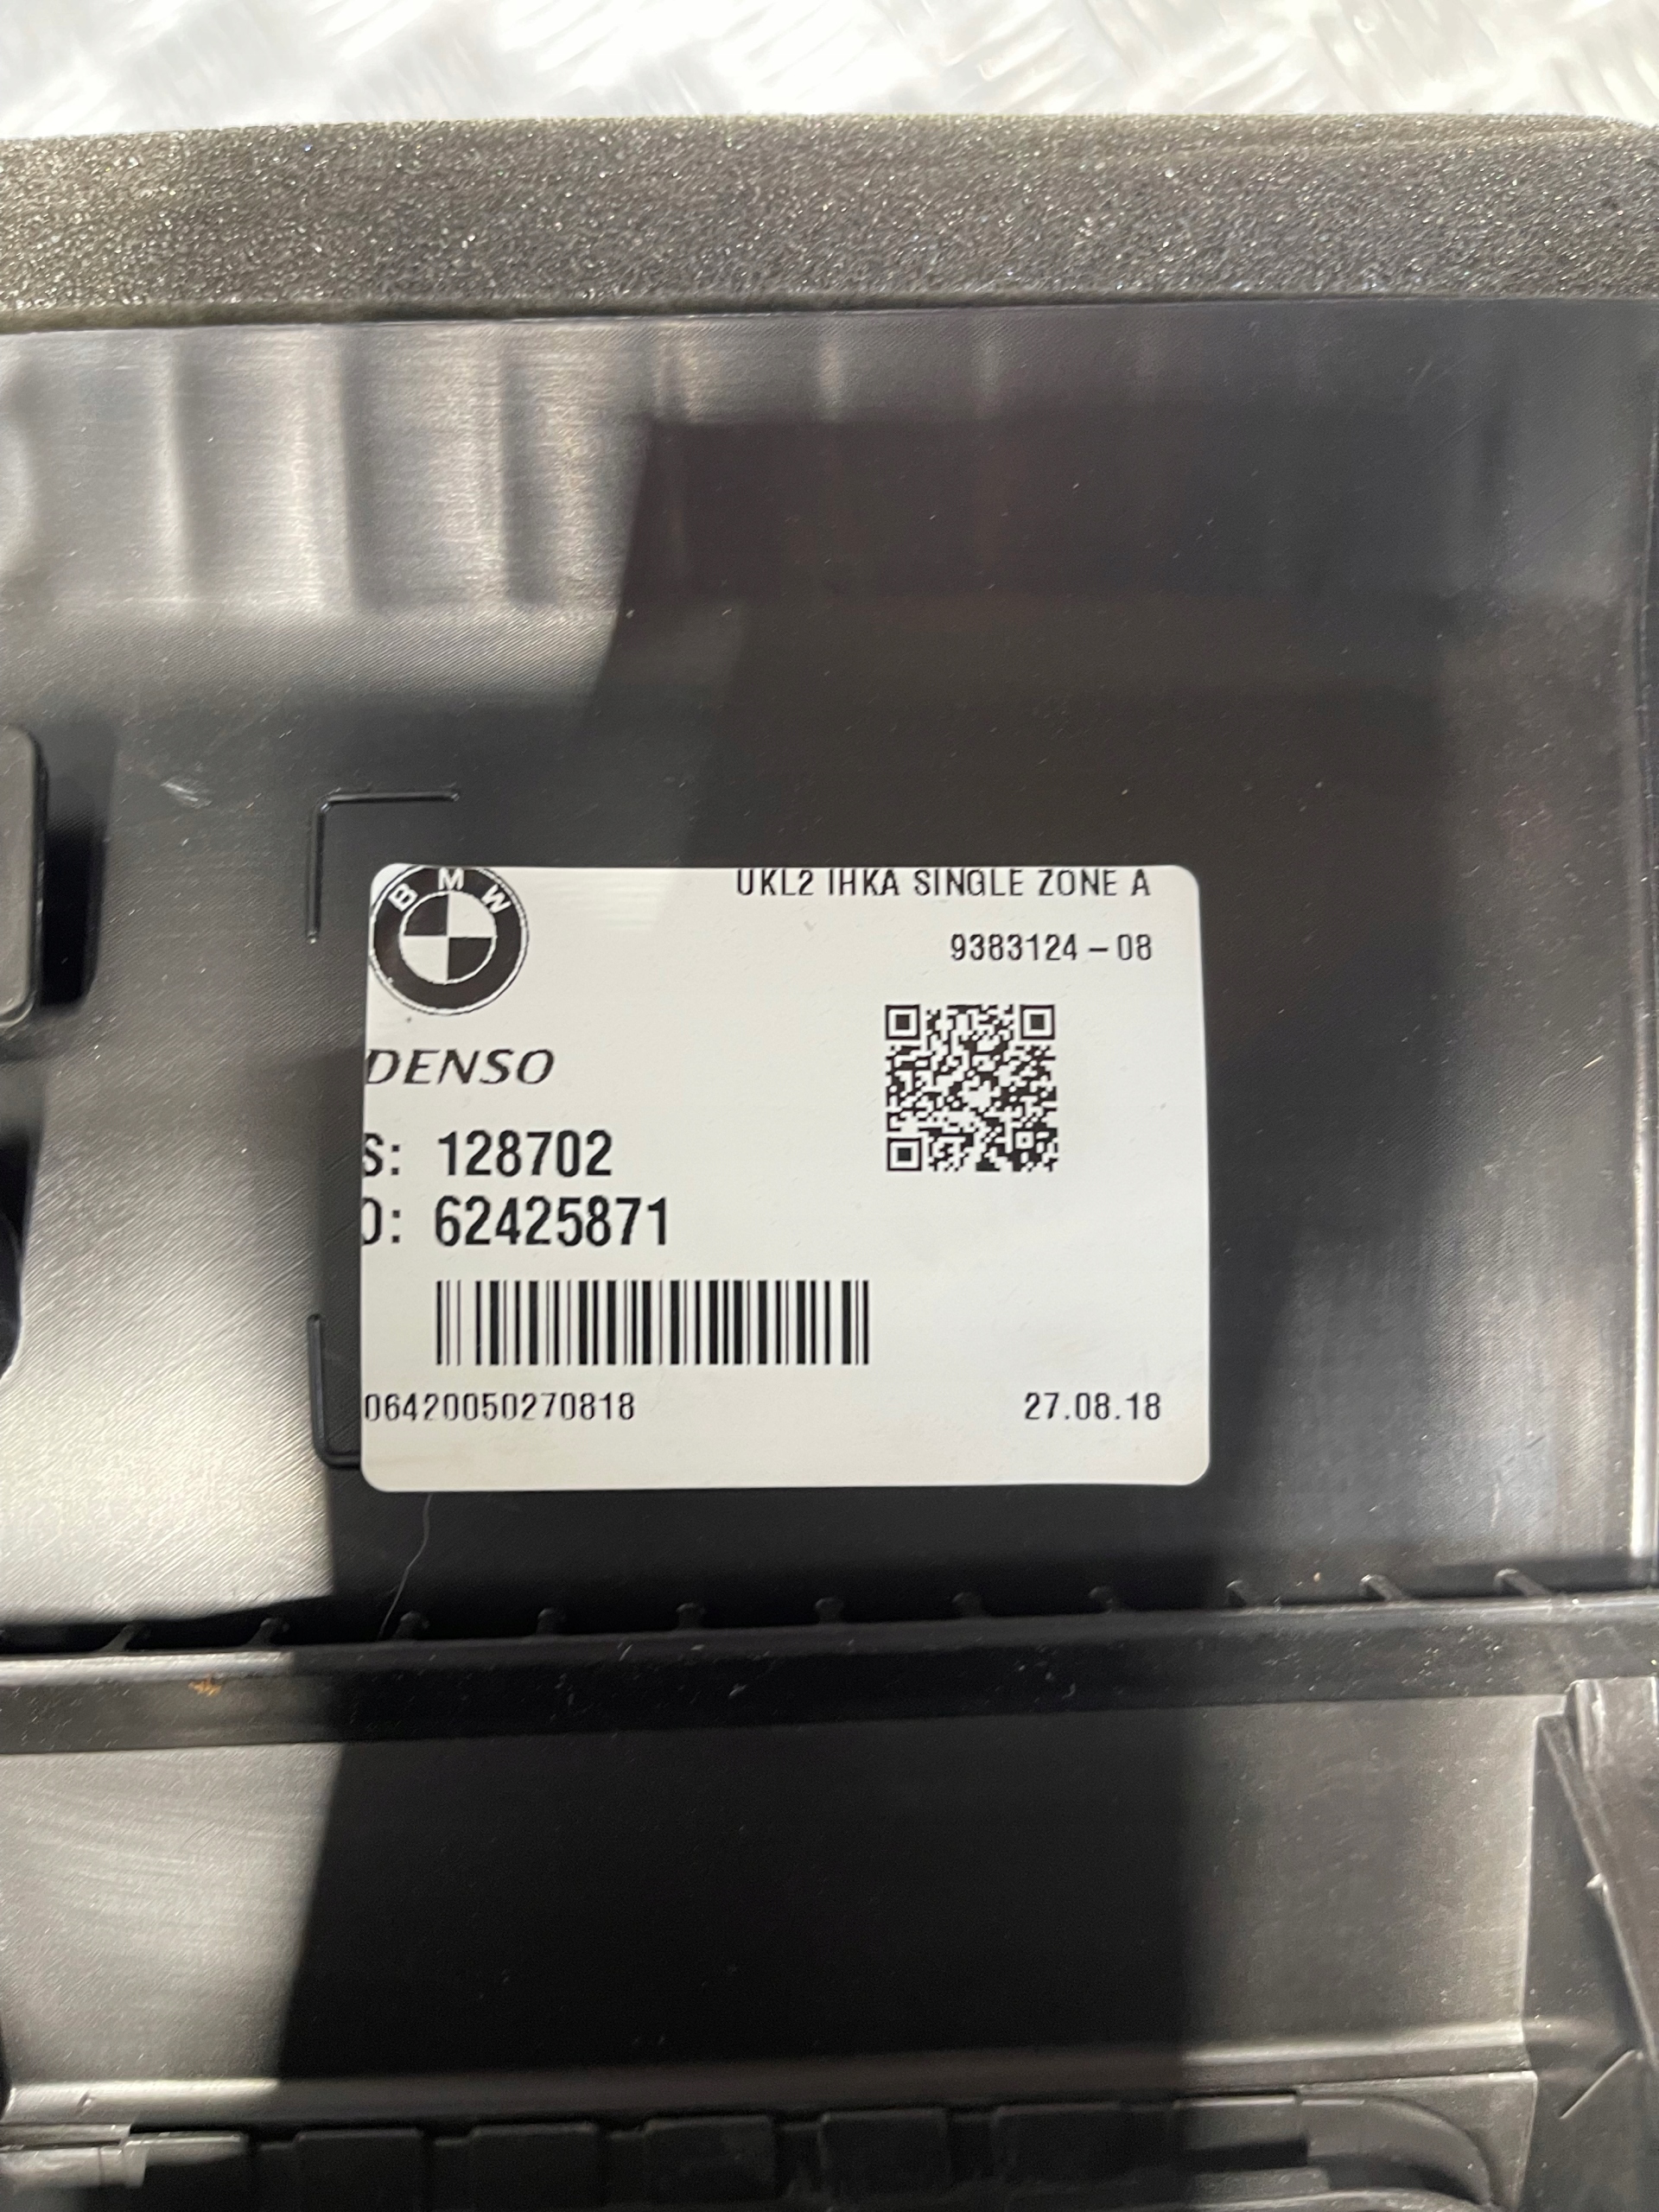 BMW
UKL2 IHKA SINGLE ZONE A
9383124-08
DENSO
S: 128702
O: 62425871
06420050270818
27.08.18